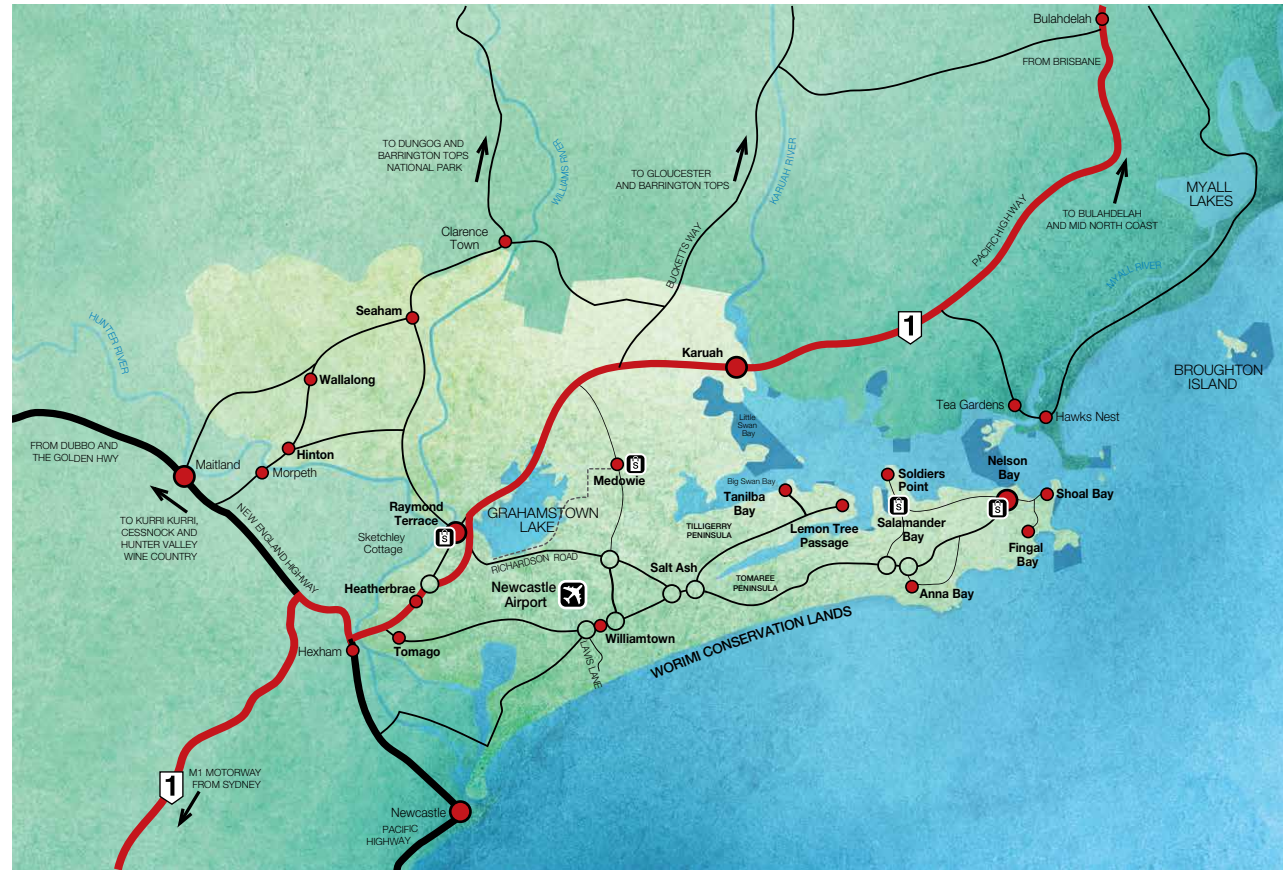 Bulahdelah
FROM BRISBANE
TO DUNGOG AND
BARRINGTON TOPS
NATIONAL PARK
WILLIAMS RIVER
TO GLOUCESTER
AND BARRINGTON TOPS
KARUAH RIVER
MYALL
LAKES
TO BULAHDELAH
AND MID NORTH COAST
Clarence
Town
BUCKETTS WAY
PACIFIC HIGHWAY
MYALL RIVER
Seaham
HUNTER RIVER
1
Karuah
Wallalong
BROUGHTON
ISLAND
Tea Gardens
Hawks Nest
Little
Swan
Bay
FROM DUBBO AND
THE GOLDEN HWY
Maitland
Hinton
Morpeth
Medowie
S
Big Swan Bay
Tanilba
Bay
Soldiers
Point
Nelson
Bay
Shoal Bay
S
S
Salamander
Bay
Lemon Tree
Passage
Fingal
Bay
TO KURRI KURRI,
CESSNOCK AND
HUNTER VALLEY
WINE COUNTRY
NEW ENGLAND HIGHWAY
Raymond
Terrace
S
GRAHAMSTOWN
LAKE
Sketchley
Cottage
TILLIGERRY
PENINSULA
RICHARDSON ROAD
Salt Ash
TOMAREE
PENINSULA
Heatherbrae
Newcastle
Airport
Anna Bay
Williamtown
WORIMI CONSERVATION LANDS
Tomago
Hexham
LAVIS LANE
1
M1 MOTORWAY
FROM SYDNEY
Newcastle
PACIFIC
HIGHWAY